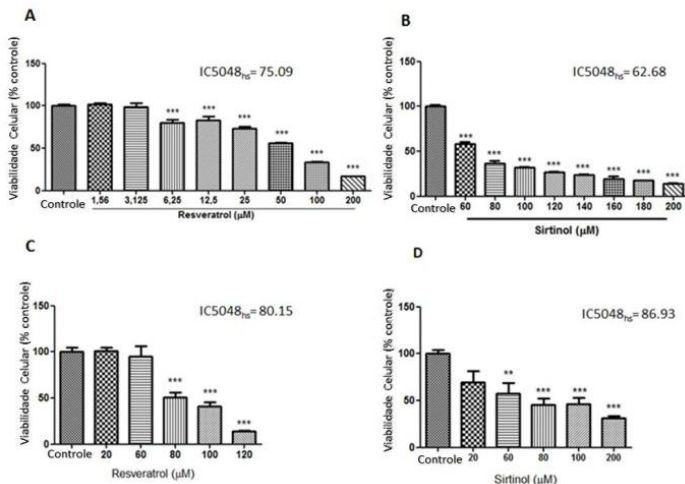 A
IC5048hs= 75.09
Viabilidade Celular (% controle)
150
100
50
0
*** *** *** *** *** ***
Controle 1,56 3,125 6,25 12,5 25 50 100 200
Resveratrol (µM)
B
IC5048hs= 62.68
Viabilidade Celular (% controle)
150
100
50
0
*** *** *** *** *** *** *** ***
Controle 60 80 100 120 140 160 180 200
Sirtinol (µM)
C
IC5048hs= 80.15
Viabilidade Celular (% controle)
150
100
50
0
*** *** ***
Controle 20 60 80 100 120
Resveratrol (µM)
D
IC5048hs= 86.93
Viabilidade Celular (% controle)
150
100
50
0
** *** *** ***
Controle 20 60 80 100 200
Sirtinol (µM)